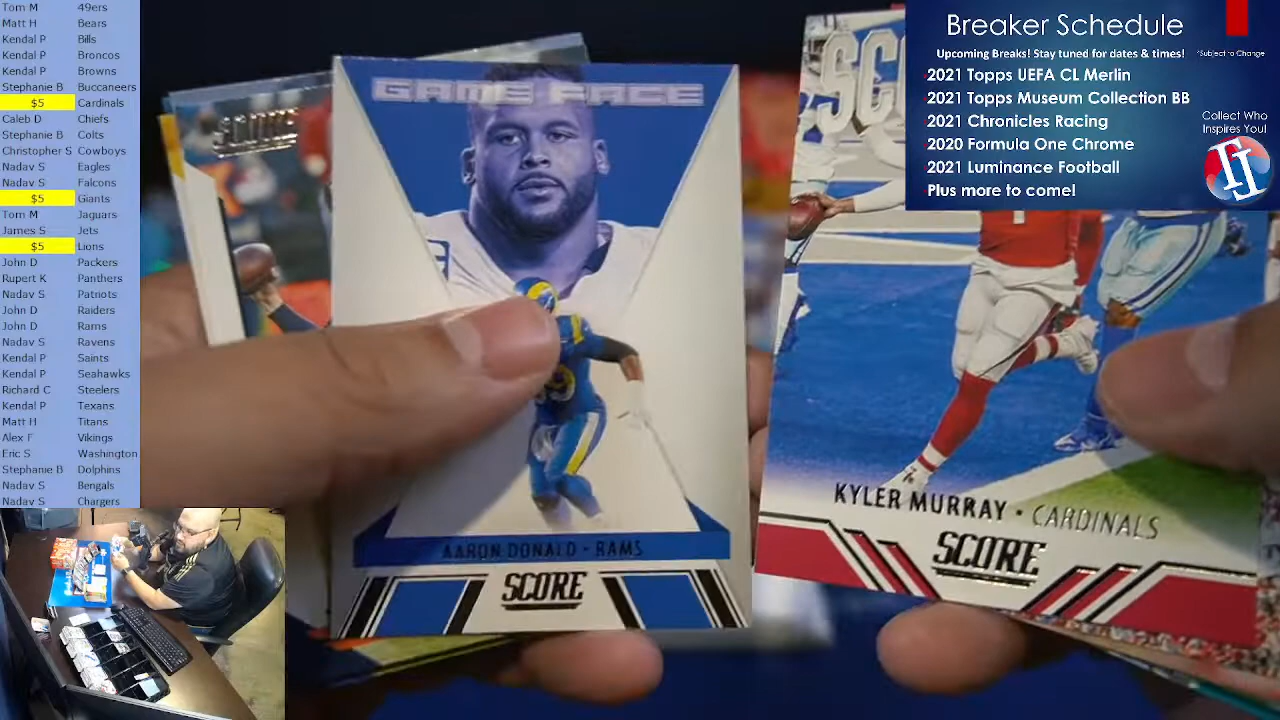 Tom M 49ers
Matt H Bears
Kendal P Bills
Kendal P Broncos
Kendal P Browns
Stephanie B Buccaneers
$5 Cardinals
Caleb D Chiefs
Stephanie B Colts
Christopher S Cowboys
Nadav S Eagles
Nadav S Falcons
$5 Giants
Tom M Jaguars
James S Jets
$5 Lions
John D Packers
Rupert K Panthers
Nadav S Patriots
John D Raiders
John D Rams
Nadav S Ravens
Kendal P Saints
Kendal P Seahawks
Richard C Steelers
Kendal P Texans
Matt H Titans
Alex F Vikings
Eric S Washington
Stephanie B Dolphins
Nadav S Bengals
Nadav S Chargers
SCORE
GAME FACE
AARON DONALD • RAMS
SCORE
KYLER MURRAY • CARDINALS
SCORE
Breaker Schedule
Upcoming Breaks! Stay tuned for dates & times! *Subject to Change
2021 Topps UEFA CL Merlin
2021 Topps Museum Collection BB
2021 Chronicles Racing
2020 Formula One Chrome
2021 Luminance Football
Plus more to come!
Collect Who
Inspires You!